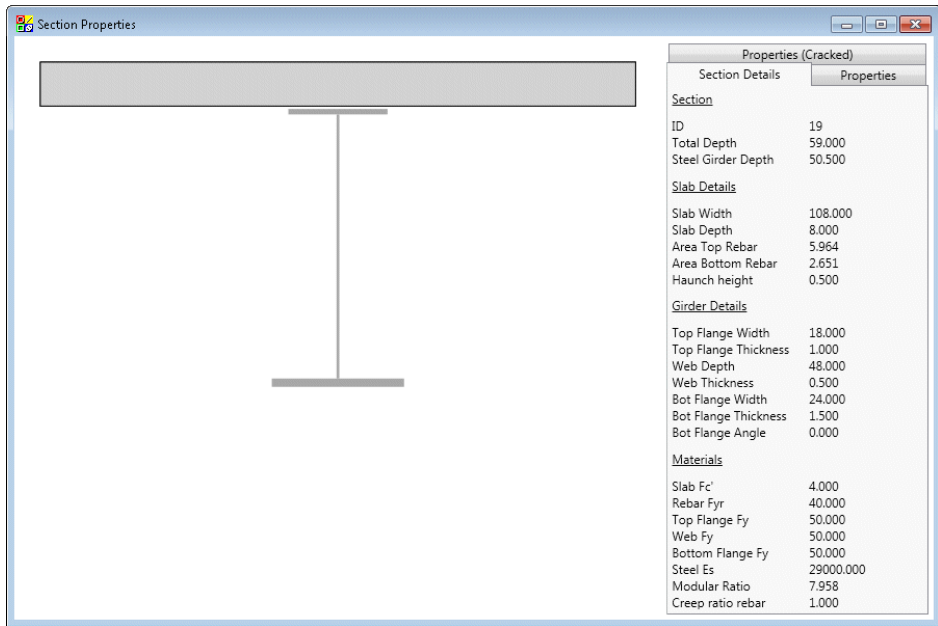 Section Properties
Properties (Cracked)
Section Details Properties
Section
ID 19
Total Depth 59.000
Steel Girder Depth 50.500
Slab Details
Slab Width 108.000
Slab Depth 8.000
Area Top Rebar 5.964
Area Bottom Rebar 2.651
Haunch height 0.500
Girder Details
Top Flange Width 18.000
Top Flange Thickness 1.000
Web Depth 48.000
Web Thickness 0.500
Bot Flange Width 24.000
Bot Flange Thickness 1.500
Bot Flange Angle 0.000
Materials
Slab Fc' 4.000
Rebar Fyr 40.000
Top Flange Fy 50.000
Web Fy 50.000
Bottom Flange Fy 50.000
Steel Es 29000.000
Modular Ratio 7.958
Creep ratio rebar 1.000